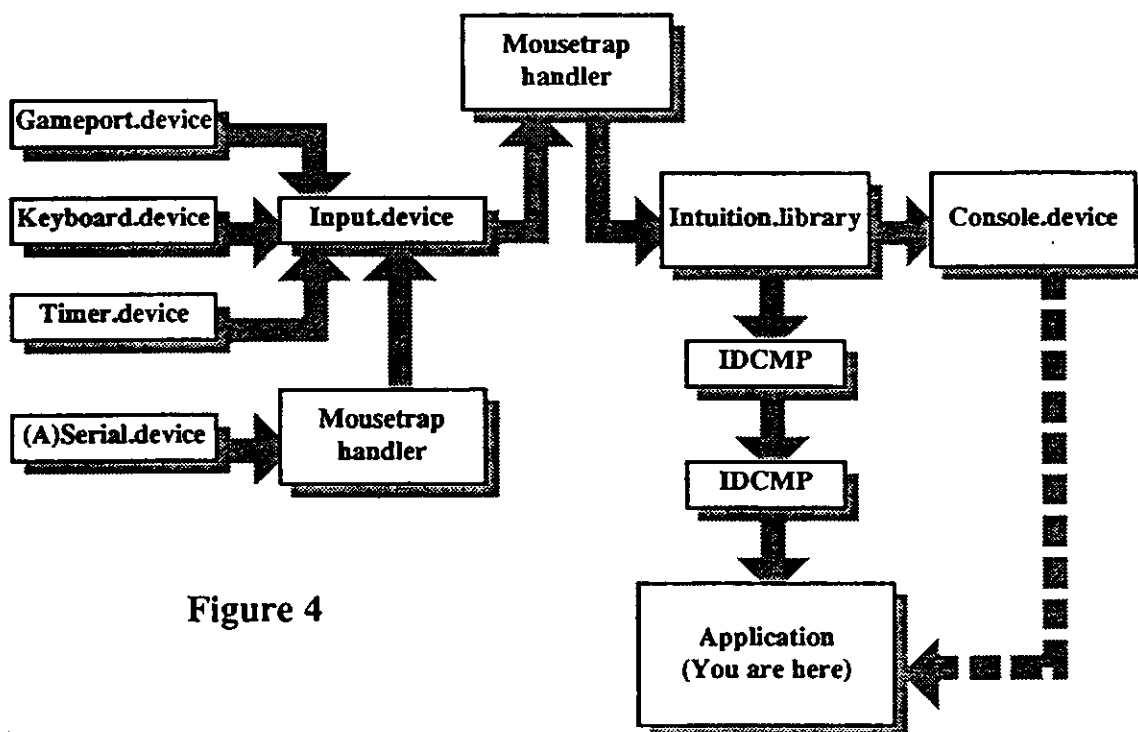 Mousetrap
handler
Gameport.device
Keyboard.device
Input.device
Intuition.library
Console.device
Timer.device
IDCMP
(A)Serial.device
Mousetrap
handler
IDCMP
Figure 4
Application
(You are here)